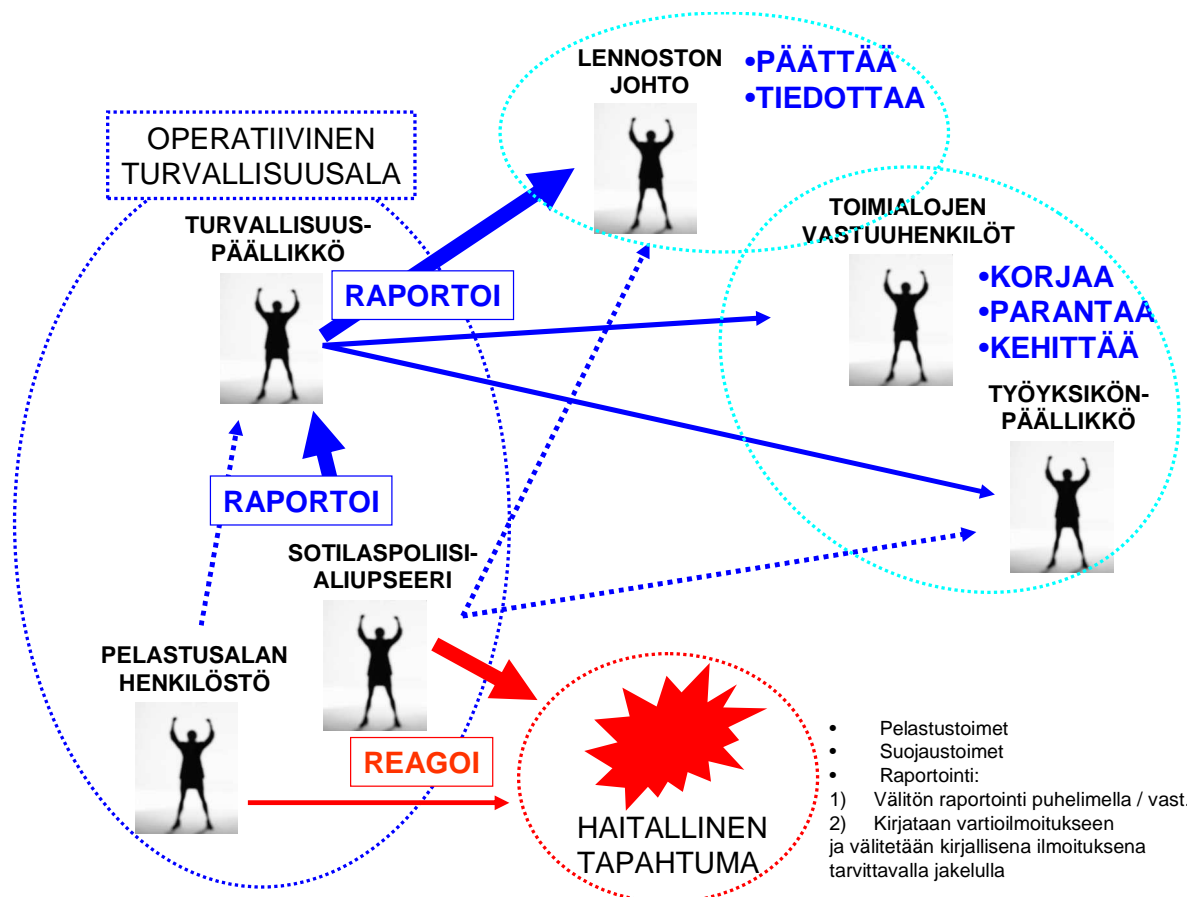 LENNOSTON
JOHTO
•PÄÄTTÄÄ
•TIEDOTTAA
OPERATIIVINEN
TURVALLISUUSALA
TURVALLISUUS-
PÄÄLLIKKÖ
RAPORTOI
TOIMIALOJEN
VASTUUHENKILÖT
•KORJAA
•PARANTAA
•KEHITTÄÄ
TYÖYKSIKÖN-
PÄÄLLIKKÖ
RAPORTOI
SOTILASPOLIISI-
ALIUPSEERI
PELASTUSALAN
HENKILÖSTÖ
REAGOI
HAITALLINEN
TAPAHTUMA
• Pelastustoimet
• Suojaustoimet
• Raportointi:
1) Välitön raportointi puhelimella / vast.
2) Kirjataan vartioilmoitukseen
ja välitetään kirjallisena ilmoituksena
tarvittavalla jakelulla